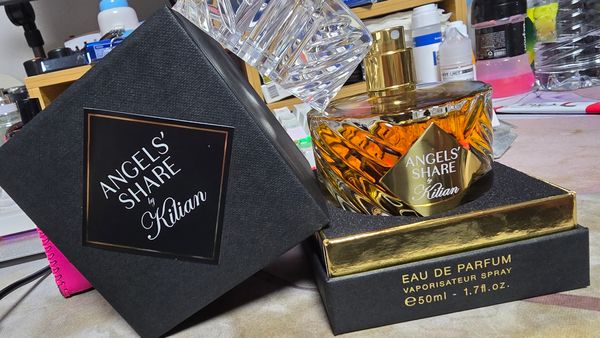 ANGELS'
SHARE
by
Kilian
ANGELS'
SHARE
by
Kilian
EAU DE PARFUM
VAPORISATEUR SPRAY
℮50ml - 1.7fl.oz.